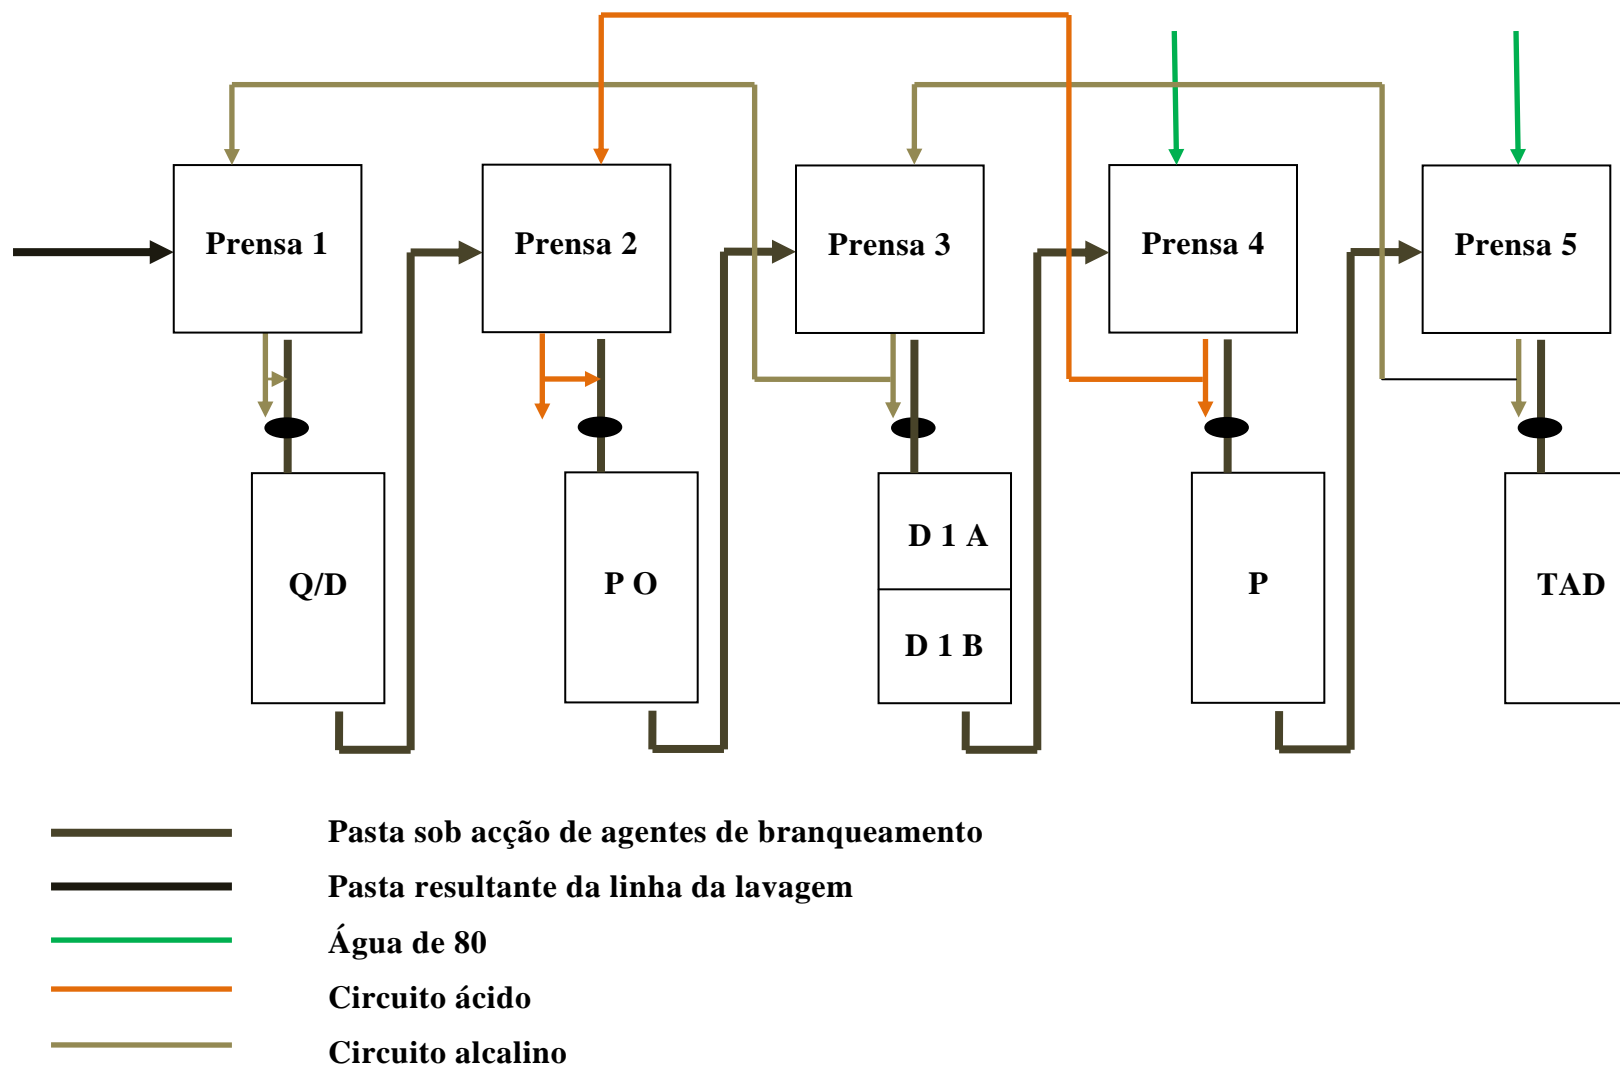 Prensa 1
Prensa 2
Prensa 3
Prensa 4
Prensa 5
Q/D
P O
D 1 A
D 1 B
P
TAD
Pasta sob acção de agentes de branqueamento
Pasta resultante da linha da lavagem
Água de 80
Circuito ácido
Circuito alcalino